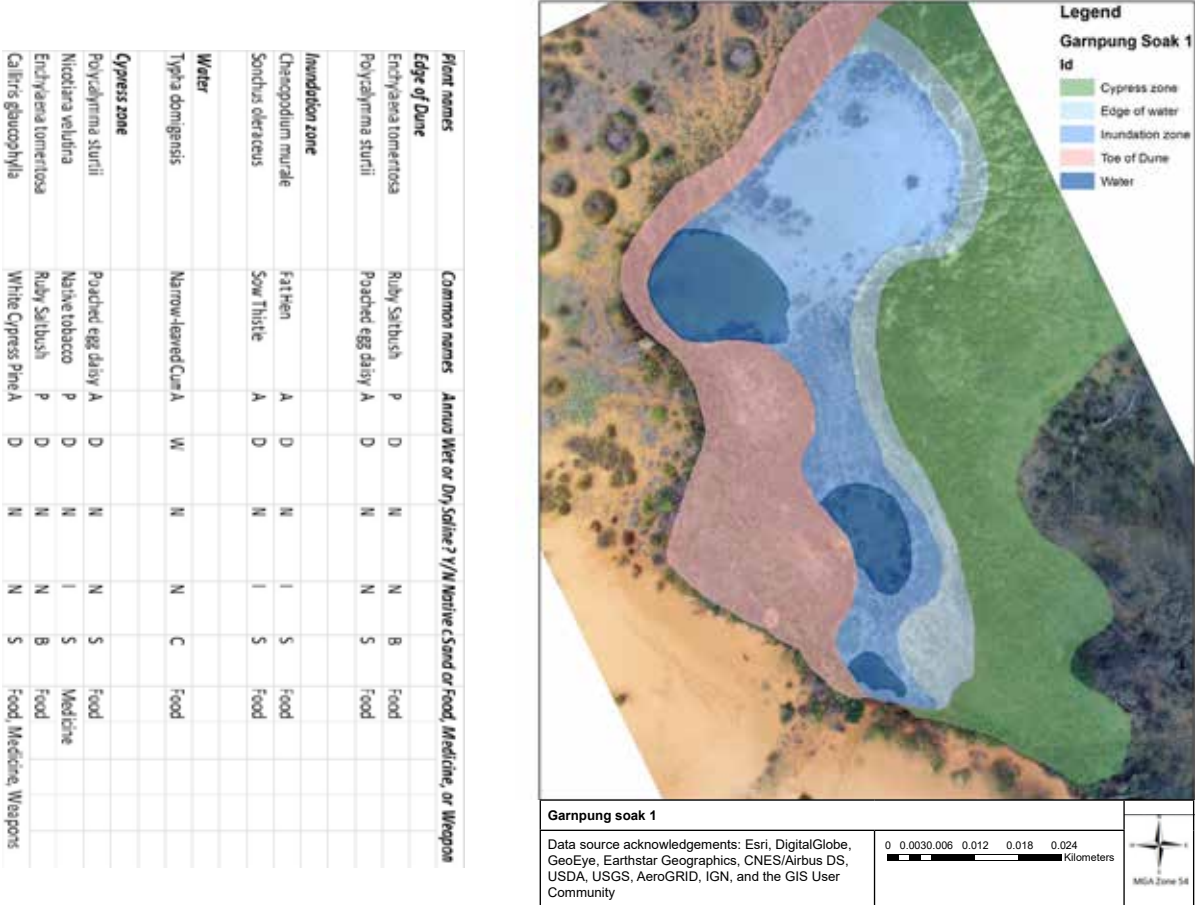 Plant names Common names Annua Wet or Dry Saline? Y/N Native c Sand or Food, Medicine, or Weapon
Edge of Dune
Enchylaena tomentosa Ruby Saltbush P D N N B Food
Polycalymma sturtii Poached egg daisy A D N N S Food
Inundation zone
Chenopodium murale Fat Hen A D N I S Food
Sonchus oleraceus Sow Thistle A D N I S Food
Water
Typha domigensis Narrow-leaved Cum A W N N C Food
Cypress zone
Polycalymma sturtii Poached egg daisy A D N N S Food
Nicotiana velutina Native tobacco P D N I S Medicine
Enchylaena tomentosa Ruby Saltbush P D N N B Food
Callitris glaucophylla White Cypress Pine A D N N S Food, Medicine, Weapons
Legend
Garnpung Soak 1
Id
Cypress zone
Edge of water
Inundation zone
Toe of Dune
Water
Garnpung soak 1
Data source acknowledgements: Esri, DigitalGlobe,
GeoEye, Earthstar Geographics, CNES/Airbus DS,
USDA, USGS, AeroGRID, IGN, and the GIS User
Community
0 0.0030.006 0.012 0.018 0.024
Kilometers
MGA Zone 54